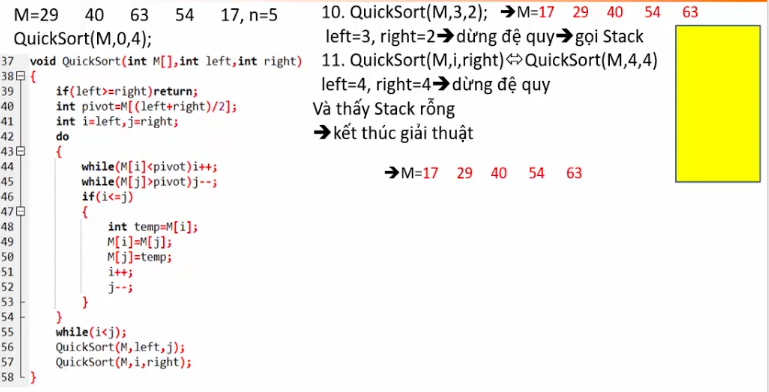 M=29 40 63 54 17, n=5
QuickSort(M,0,4);
37 void QuickSort(int M[],int left,int right)
38 {
39 if(left>=right)return;
40 int pivot=M[(left+right)/2];
41 int i=left,j=right;
42 do
43 {
44 while(M[i]<pivot)i++;
45 while(M[j]>pivot)j--;
46 if(i<=j)
47 {
48 int temp=M[i];
49 M[i]=M[j];
50 M[j]=temp;
51 i++;
52 j--;
53 }
54 }
55 while(i<j);
56 QuickSort(M,left,j);
57 QuickSort(M,i,right);
58 }
10. QuickSort(M,3,2); ➔M=17 29 40 54 63
left=3, right=2➔dừng đệ quy➔gọi Stack
11. QuickSort(M,i,right)⇔QuickSort(M,4,4)
left=4, right=4➔dừng đệ quy
Và thấy Stack rỗng
➔kết thúc giải thuật
➔M=17 29 40 54 63